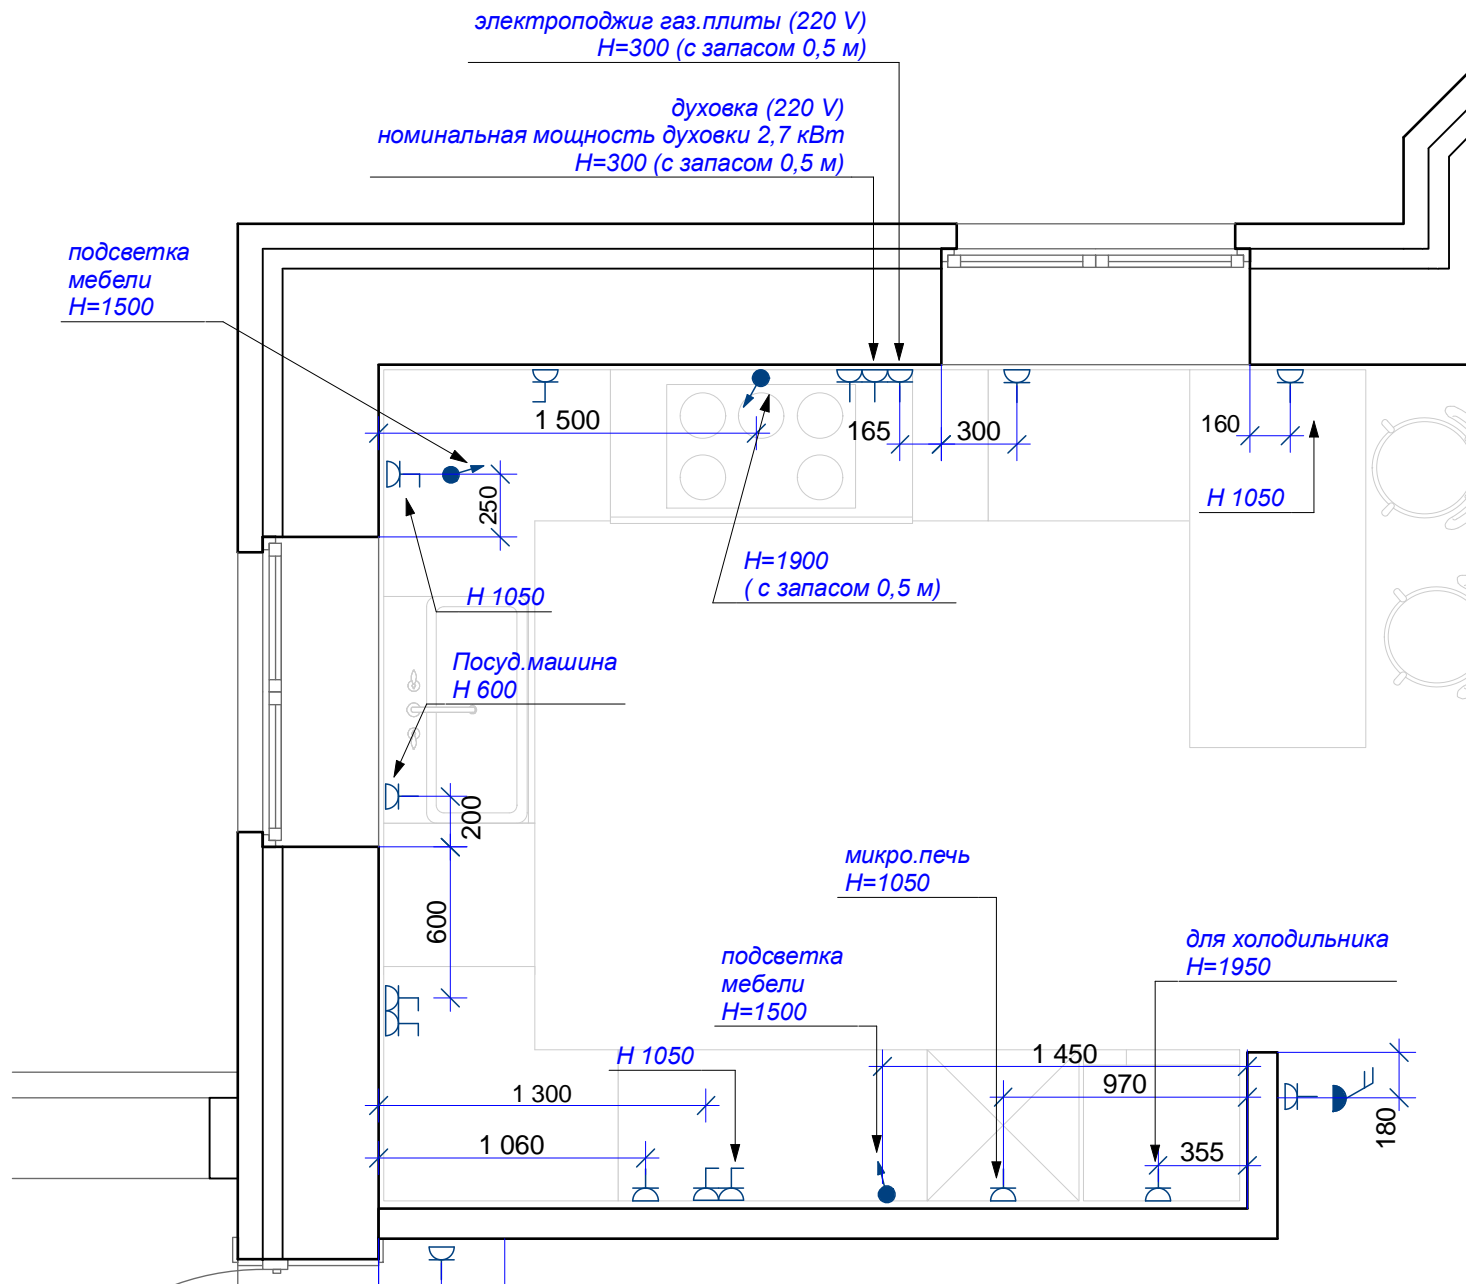 электроподжиг газ.плиты (220 V)
H=300 (с запасом 0,5 м)
духовка (220 V)
номинальная мощность духовки 2,7 кВт
H=300 (с запасом 0,5 м)
подсветка
мебели
H=1500
1 500
165
300
160
250
H 1050
H=1900
( с запасом 0,5 м)
H 1050
Посуд.машина
H 600
200
600
микро.печь
H=1050
для холодильника
H=1950
подсветка
мебели
H=1500
H 1050
1 450
970
1 300
1 060
355
180